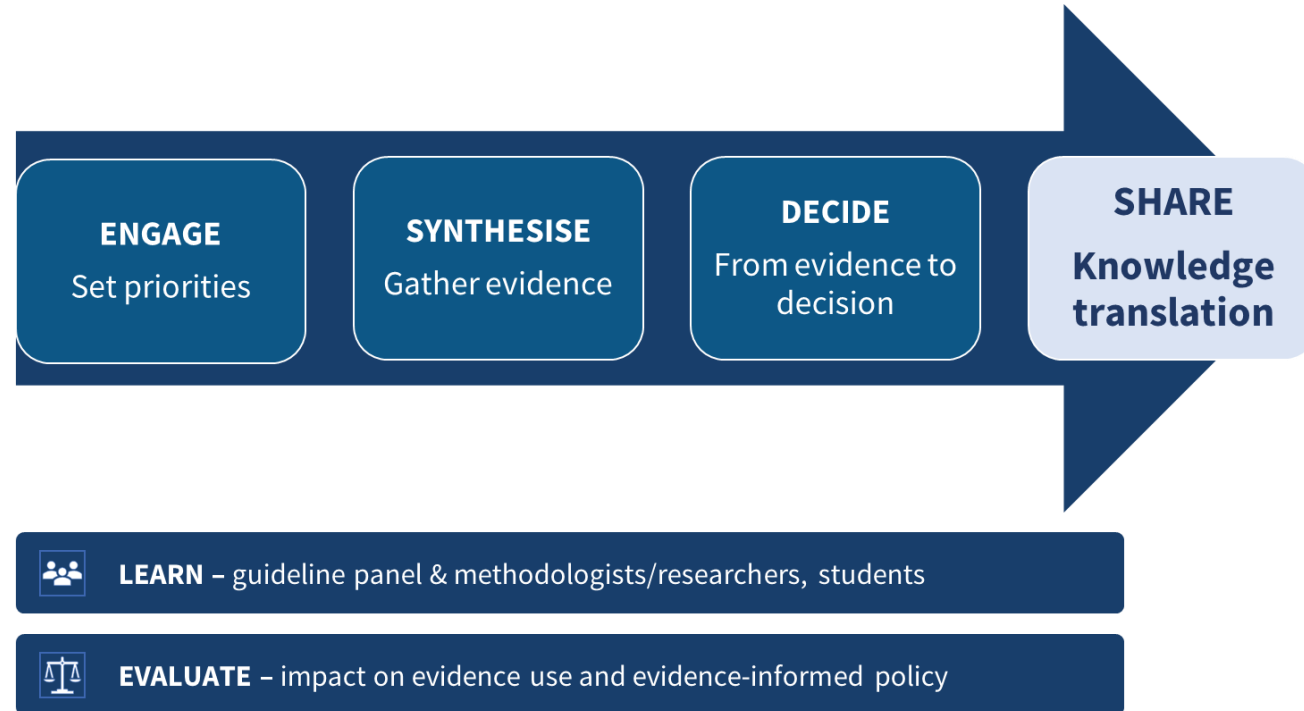 ENGAGE
Set priorities
SYNTHESISE
Gather evidence
DECIDE
From evidence to
decision
SHARE
Knowledge
translation
LEARN – guideline panel & methodologists/researchers, students
EVALUATE – impact on evidence use and evidence-informed policy